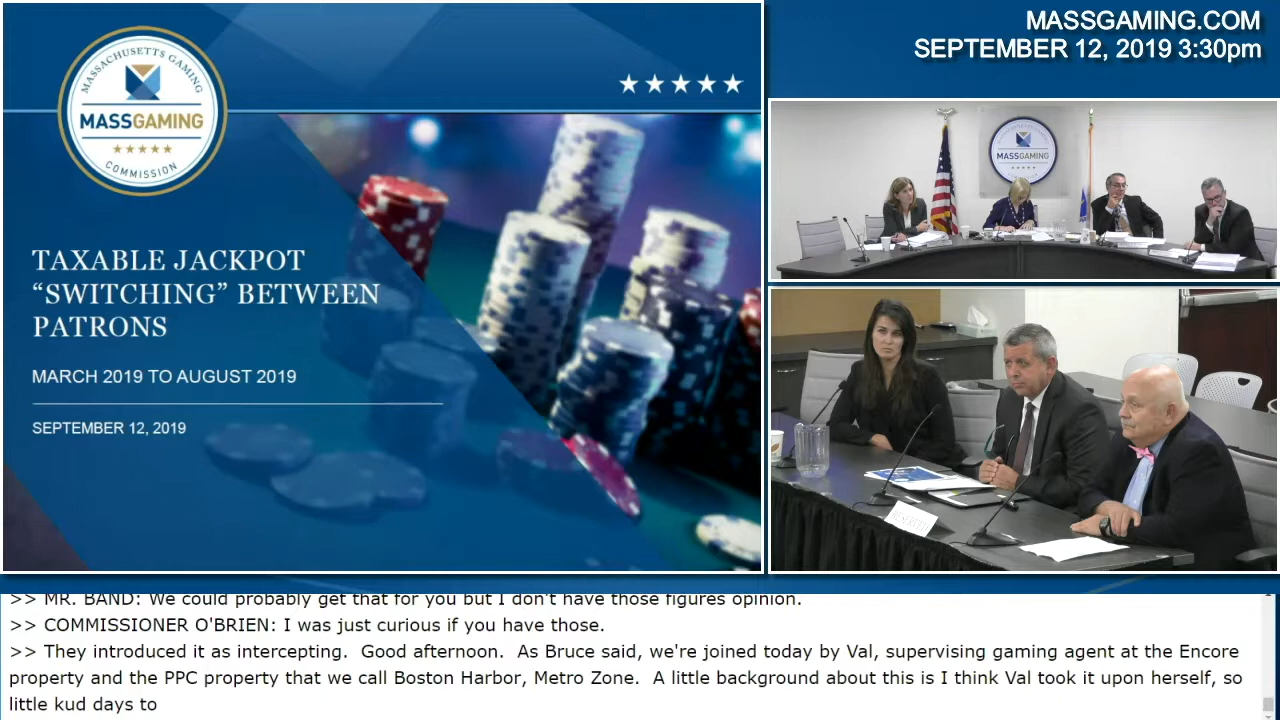 MASSACHUSETTS GAMING
MASSGAMING
COMMISSION
TAXABLE JACKPOT
“SWITCHING” BETWEEN
PATRONS
MARCH 2019 TO AUGUST 2019
SEPTEMBER 12, 2019
MASSGAMING.COM
SEPTEMBER 12, 2019 3:30pm
MASSGAMING
RESERVED
>> MR. BAND: We could probably get that for you but I don't have those figures opinion.
>> COMMISSIONER O'BRIEN: I was just curious if you have those.
>> They introduced it as intercepting.  Good afternoon.  As Bruce said, we're joined today by Val, supervising gaming agent at the Encore
property and the PPC property that we call Boston Harbor, Metro Zone.  A little background about this is I think Val took it upon herself, so
little kud days to